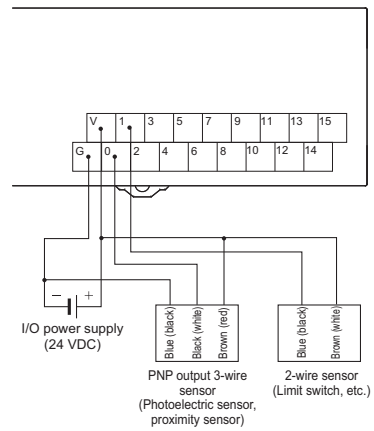 V 1 3 5 7 9 11 13 15
G 0 2 4 6 8 10 12 14
− +
I/O power supply
(24 VDC)
Blue (black)
Black (white)
Brown (red)
Blue (black)
Brown (white)
PNP output 3-wire
sensor
(Photoelectric sensor,
proximity sensor)
2-wire sensor
(Limit switch, etc.)